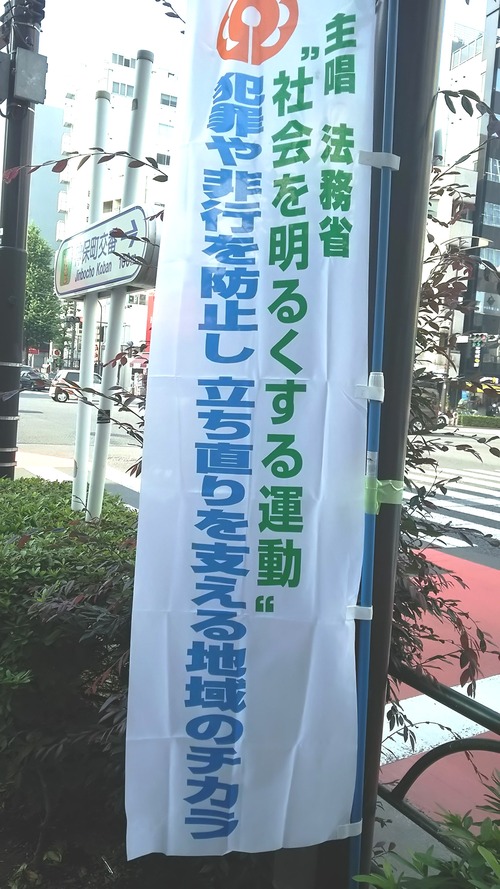 主唱 法務省
”社会を明るくする運動“
犯罪や非行を防止し 立ち直りを支える地域のチカラ
保町交番
Jinbocho Koban